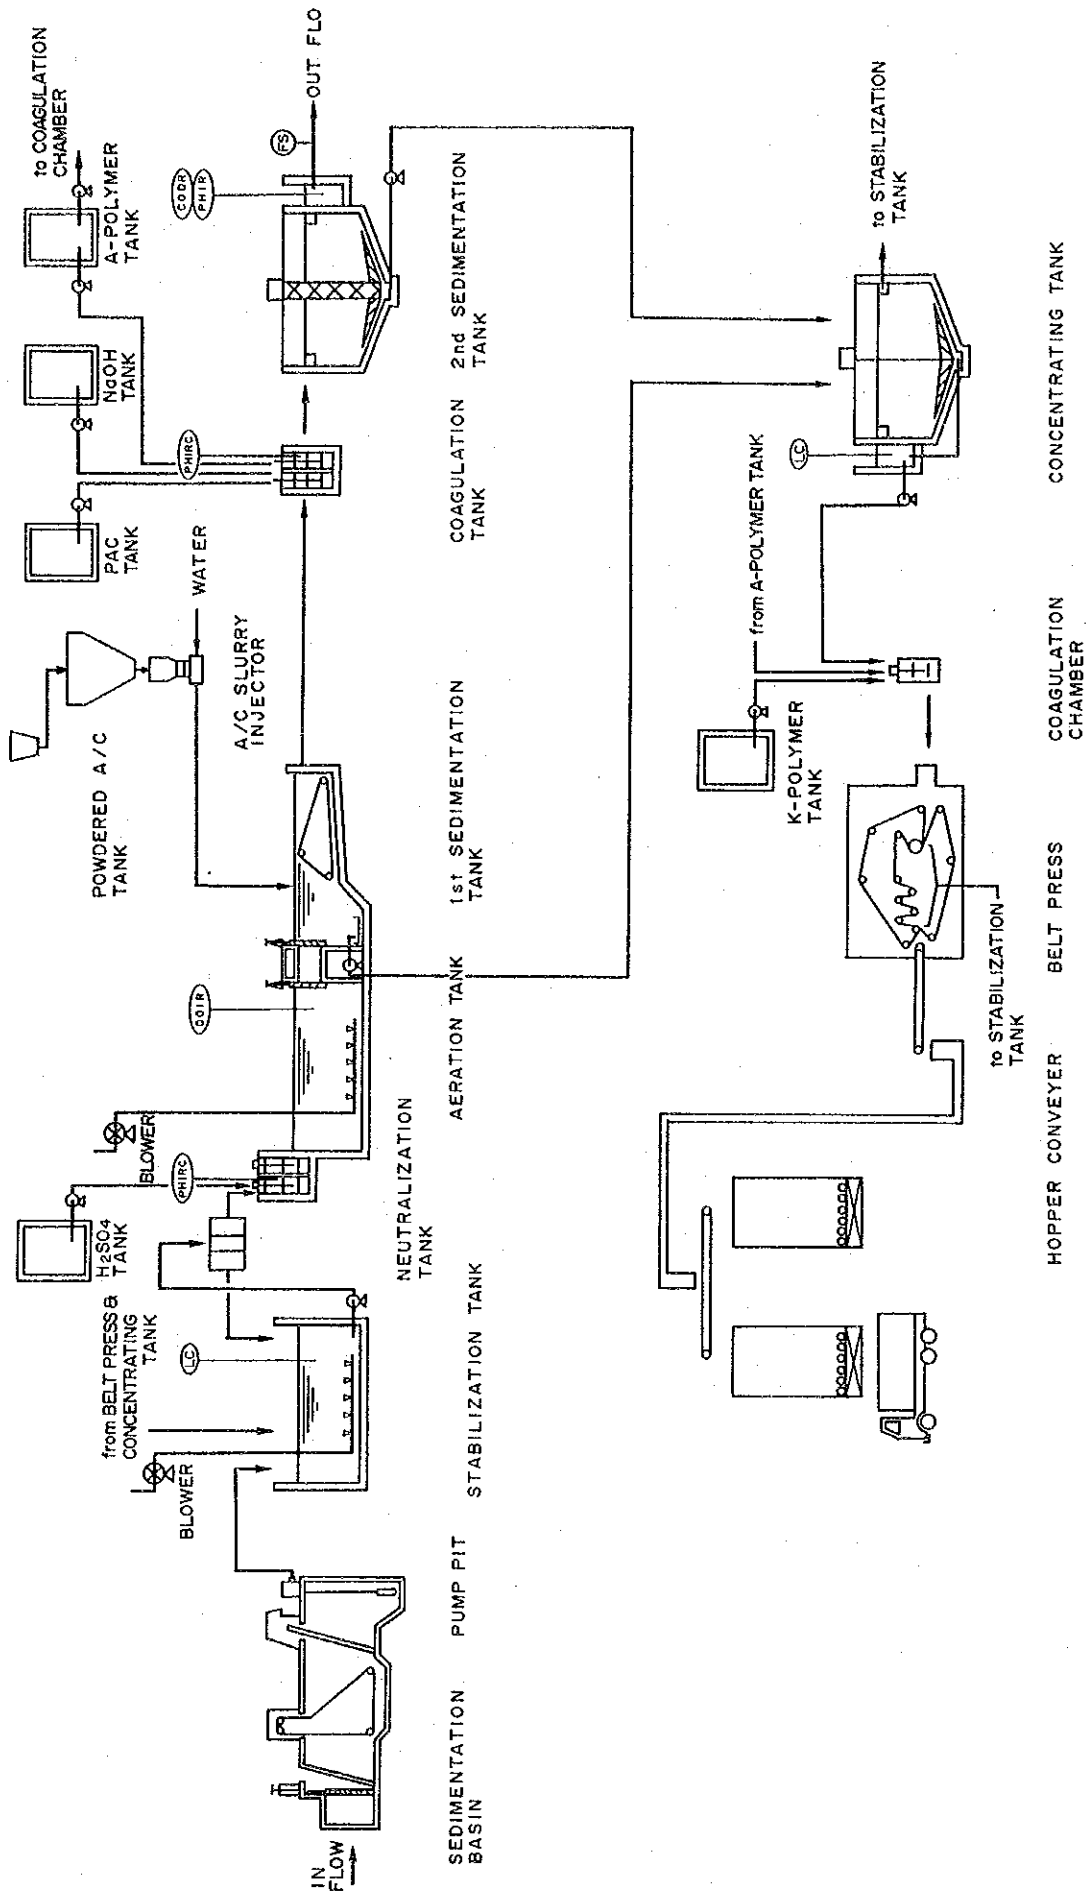 to COAGULATION
CHAMBER
A-POLYMER
TANK
NaOH
TANK
PAC
TANK
POWDERED A/C
TANK
WATER
A/C SLURRY
INJECTOR
H2SO4
TANK
BLOWER
from BELT PRESS &
CONCENTRATING
TANK
BLOWER
LC
PHIRC
DOIR
PHIRC
CODR
PHIR
FS
OUT FLO
IN
FLOW
SEDIMENTATION
BASIN
PUMP PIT
STABILIZATION TANK
NEUTRALIZATION
TANK
AERATION TANK
1st SEDIMENTATION
TANK
COAGULATION
TANK
2nd SEDIMENTATION
TANK
K-POLYMER
TANK
from A-POLYMER TANK
LC
to STABILIZATION
TANK
to STABILIZATION
TANK
HOPPER CONVEYER
BELT PRESS
COAGULATION
CHAMBER
CONCENTRATING TANK